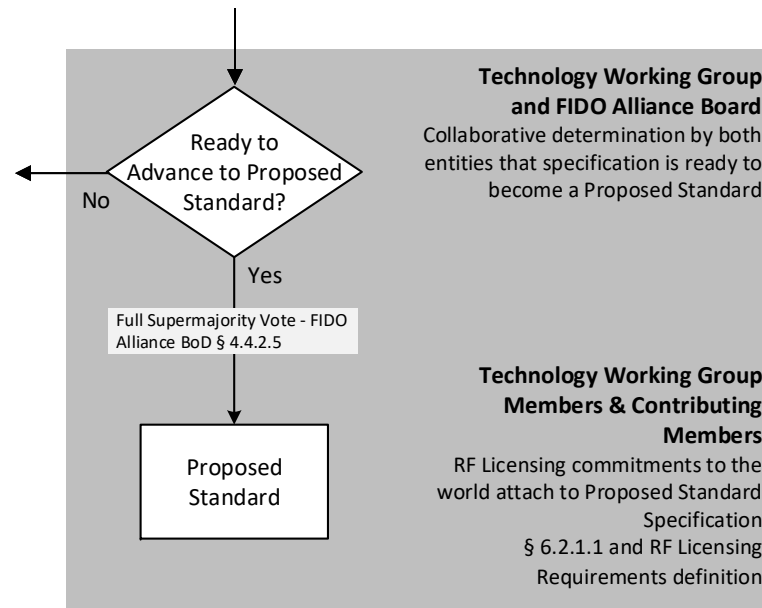 Technology Working Group
and FIDO Alliance Board
Collaborative determination by both
entities that specification is ready to
become a Proposed Standard
Ready to
Advance to Proposed
Standard?
No
Yes
Full Supermajority Vote - FIDO
Alliance BoD § 4.4.2.5
Technology Working Group
Members & Contributing
Members
RF Licensing commitments to the
world attach to Proposed Standard
Specification
§ 6.2.1.1 and RF Licensing
Requirements definition
Proposed
Standard